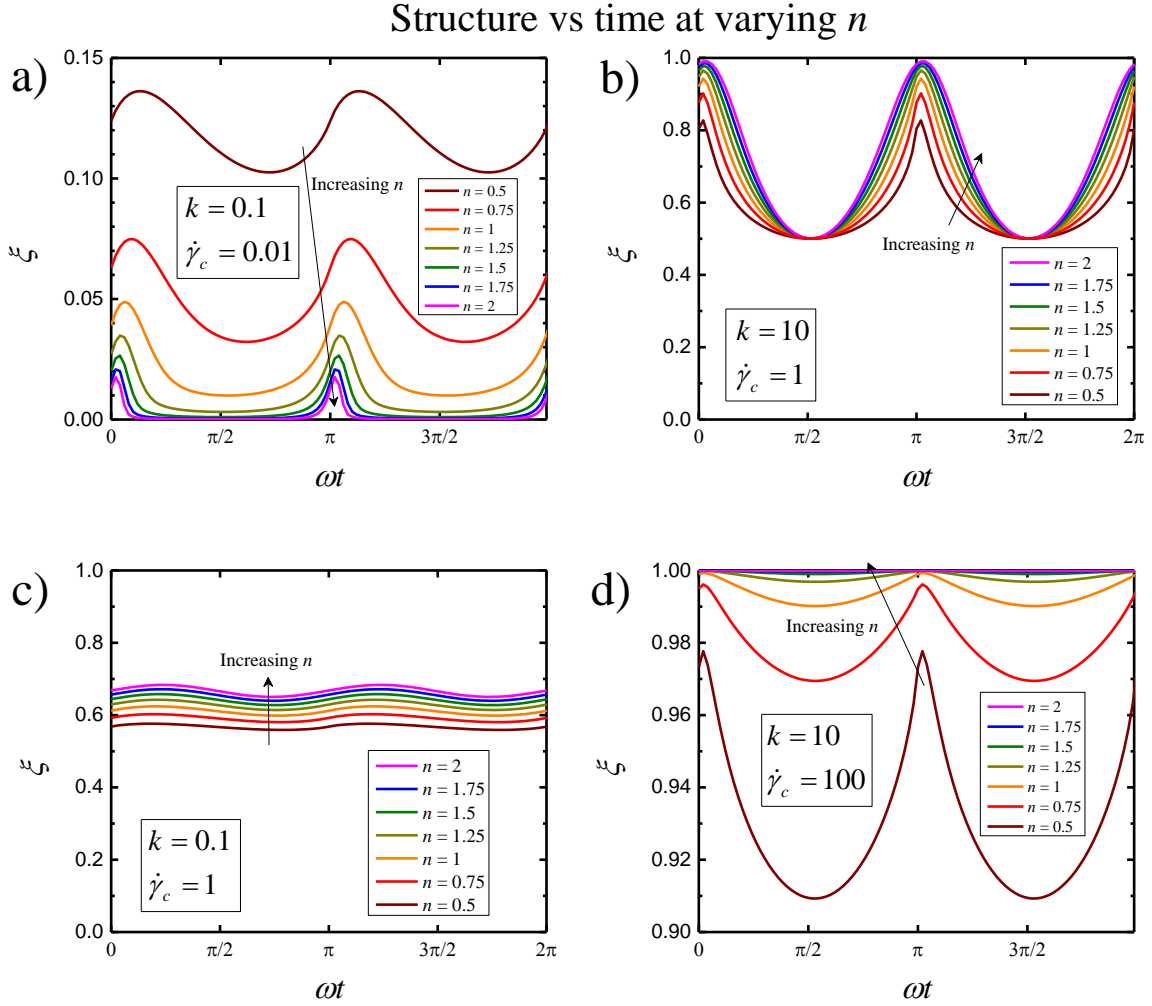 Structure vs time at varying n
a)
0.15
0.10
0.05
0.00
ξ
k = 0.1
γ̇c = 0.01
Increasing n
n = 0.5
n = 0.75
n = 1
n = 1.25
n = 1.5
n = 1.75
n = 2
0 π/2 π 3π/2
ωt
b)
1.0
0.8
0.6
0.4
0.2
0.0
ξ
Increasing n
k = 10
γ̇c = 1
n = 2
n = 1.75
n = 1.5
n = 1.25
n = 1
n = 0.75
n = 0.5
0 π/2 π 3π/2 2π
ωt
c)
1.0
0.8
0.6
0.4
0.2
0.0
ξ
Increasing n
k = 0.1
γ̇c = 1
n = 2
n = 1.75
n = 1.5
n = 1.25
n = 1
n = 0.75
n = 0.5
0 π/2 π 3π/2 2π
ωt
d)
1.00
0.98
0.96
0.94
0.92
0.90
ξ
Increasing n
k = 10
γ̇c = 100
n = 2
n = 1.75
n = 1.5
n = 1.25
n = 1
n = 0.75
n = 0.5
0 π/2 π 3π/2
ωt